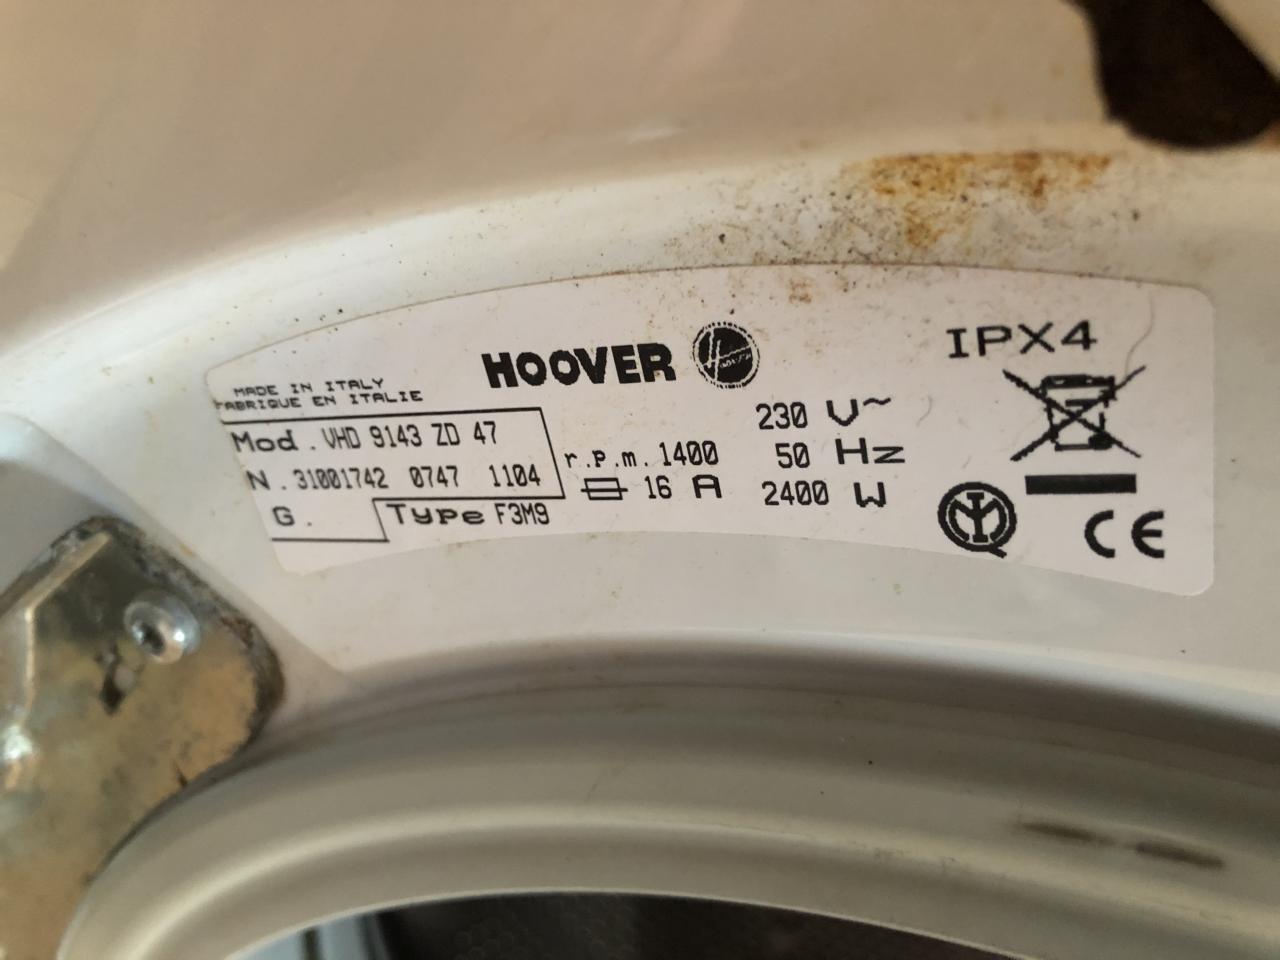 MADE IN ITALY
FABRIQUE EN ITALIE
HOOVER
IPX4
Mod. VHD 9143 ZD 47
N. 31001742 0747 1104
G.
Type F3M9
r.p.m. 1400
16 A
230 V~
50 Hz
2400 W
CE